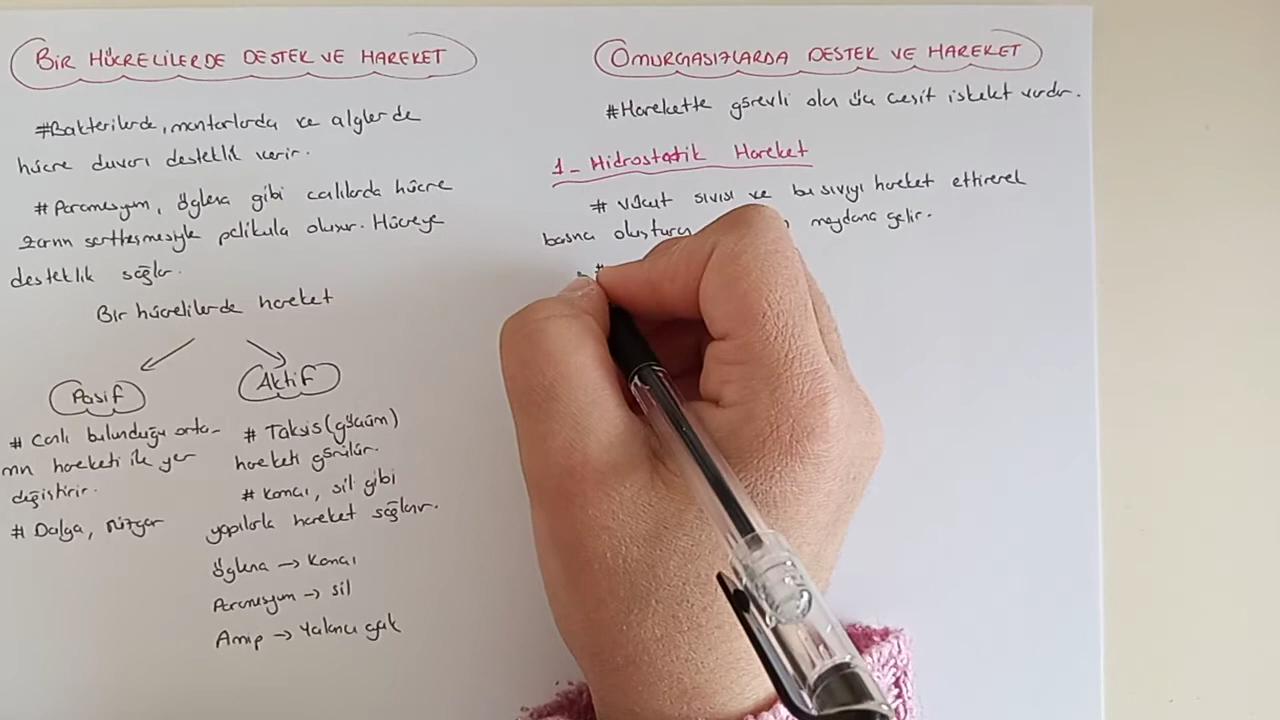 BİR HÜCRELİLERDE DESTEK VE HAREKET
#Bakterilerde, mantarlarda ve alglerde
hücre duvarı desteklik verir.
# Paramesyum, öglena gibi canlılarda hücre
zarının sertleşmesiyle pelikula oluşur. Hücreye
desteklik sağlar.
Bir hücrelilerde hareket
Pasif
# Canlı bulunduğu orta-
mın hareketi ile yer
değiştirir.
# Dalga, rüzgar
Aktif
# Taksis (göçüm)
hareketi görülür.
# Kamçı, sil gibi
yapılarla hareket sağlanır.
Öglena → Kamçı
Paramesyum → sil
Amip → Yalancı ayak
OMURGASIZLARDA DESTEK VE HAREKET
#Harekette görevli olan üç çeşit iskelet vardır.
1- Hidrostatik Hareket
# Vücut sıvısı ve bu sıvıyı hareket ettirerek
basıncı meydana gelir.
#